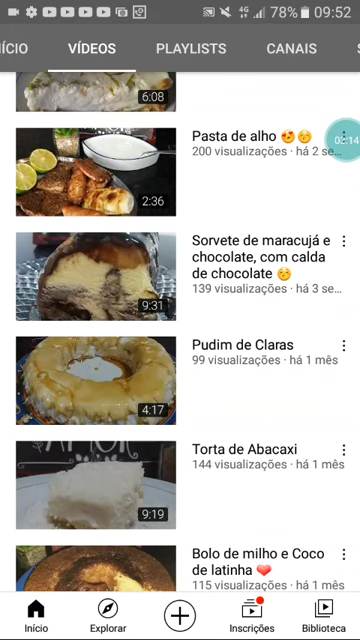 4G 78% 09:52
ÍCIO VÍDEOS PLAYLISTS CANAIS
6:08
Pasta de alho 😍☺️
200 visualizações · há 2 se...
02:14
2:36
Sorvete de maracujá e
chocolate, com calda
de chocolate ☺️
139 visualizações · há 3 se...
9:31
Pudim de Claras
99 visualizações · há 1 mês
4:17
Torta de Abacaxi
144 visualizações · há 1 mês
9:19
Bolo de milho e Coco
de latinha ❤️
115 visualizações · há 1 mês
Início Explorar Inscrições Biblioteca